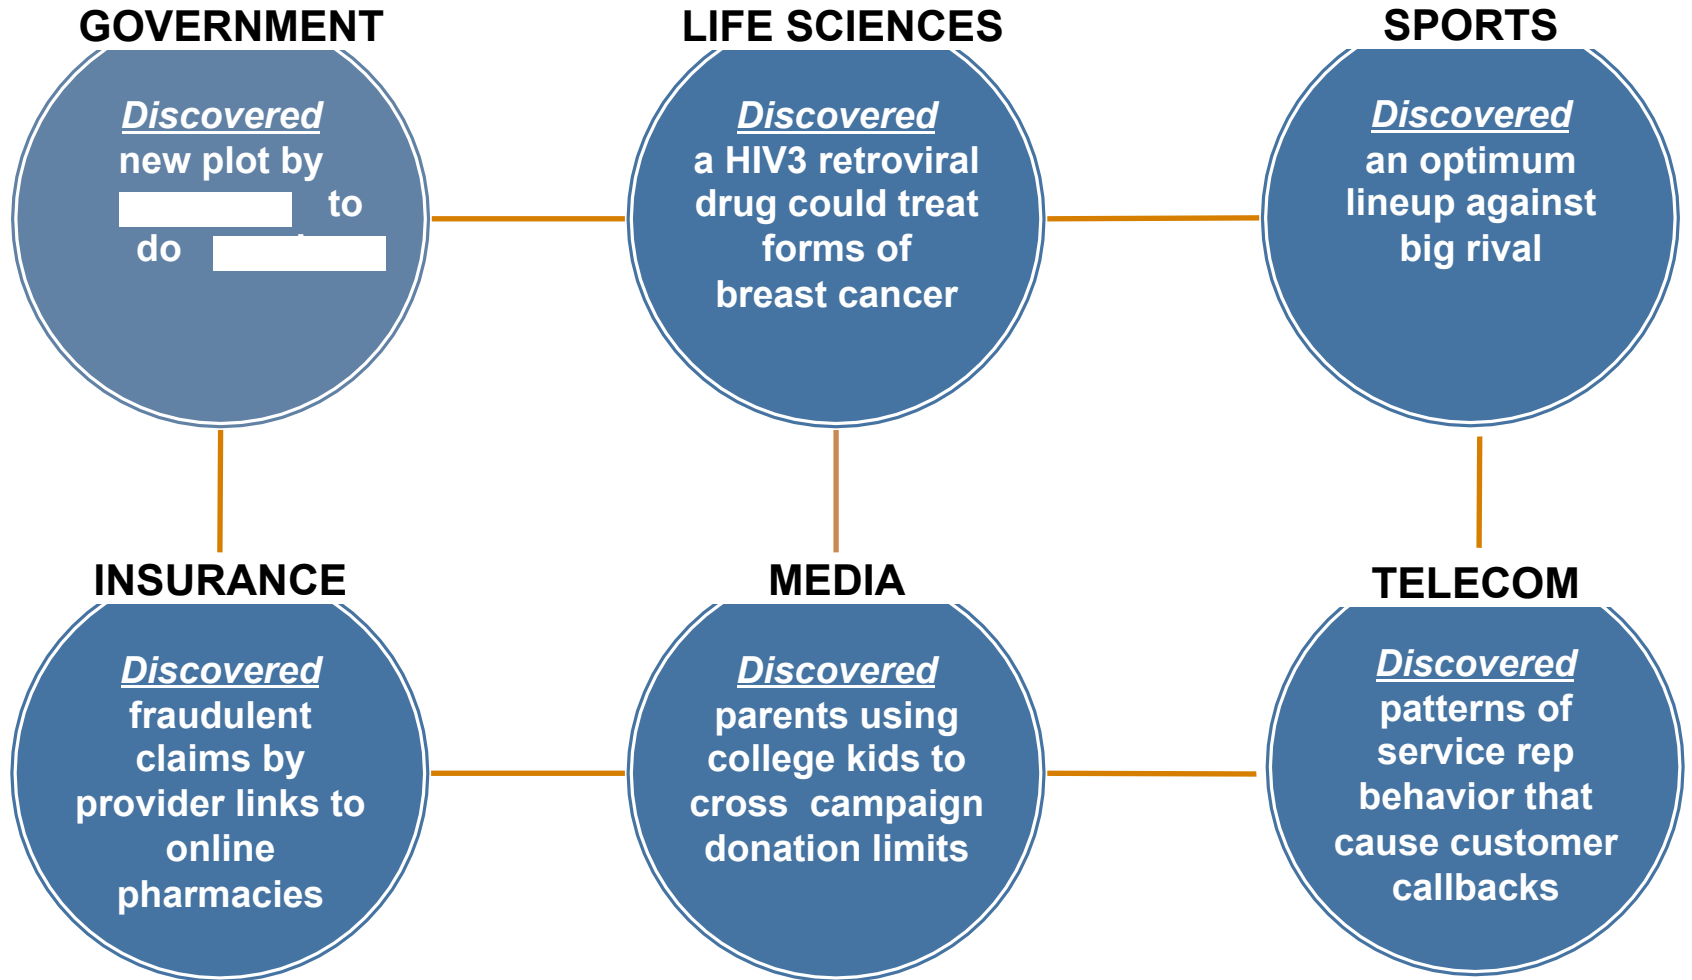 GOVERNMENT
Discovered
new plot by
to
do
LIFE SCIENCES
Discovered
a HIV3 retroviral
drug could treat
forms of
breast cancer
SPORTS
Discovered
an optimum
lineup against
big rival
INSURANCE
Discovered
fraudulent
claims by
provider links to
online
pharmacies
MEDIA
Discovered
parents using
college kids to
cross campaign
donation limits
TELECOM
Discovered
patterns of
service rep
behavior that
cause customer
callbacks